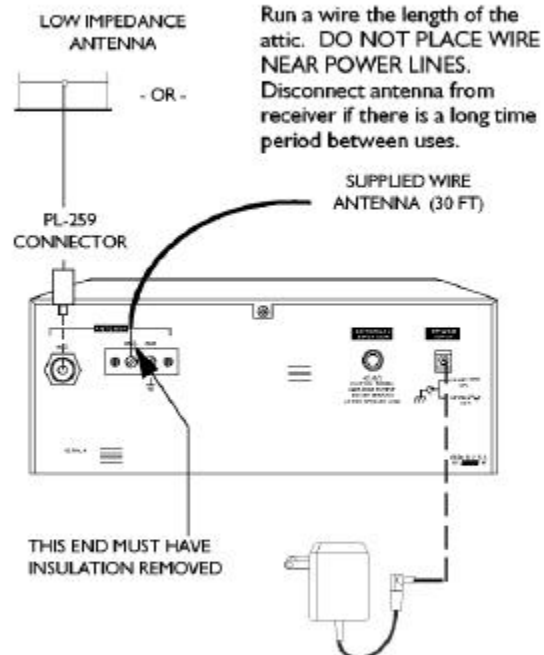 LOW IMPEDANCE
ANTENNA
- OR -
Run a wire the length of the
attic. DO NOT PLACE WIRE
NEAR POWER LINES.
Disconnect antenna from
receiver if there is a long time
period between uses.
SUPPLIED WIRE
ANTENNA (30 FT)
PL-259
CONNECTOR
ANTENNA
THIS END MUST HAVE
INSULATION REMOVED